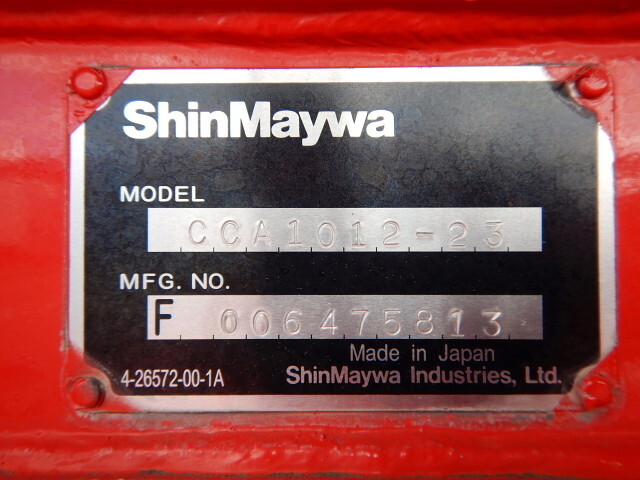 ShinMaywa
MODEL
CCA1012-23
MFG. NO.
F 006475813
Made in Japan
4-26572-00-1A ShinMaywa Industries, Ltd.